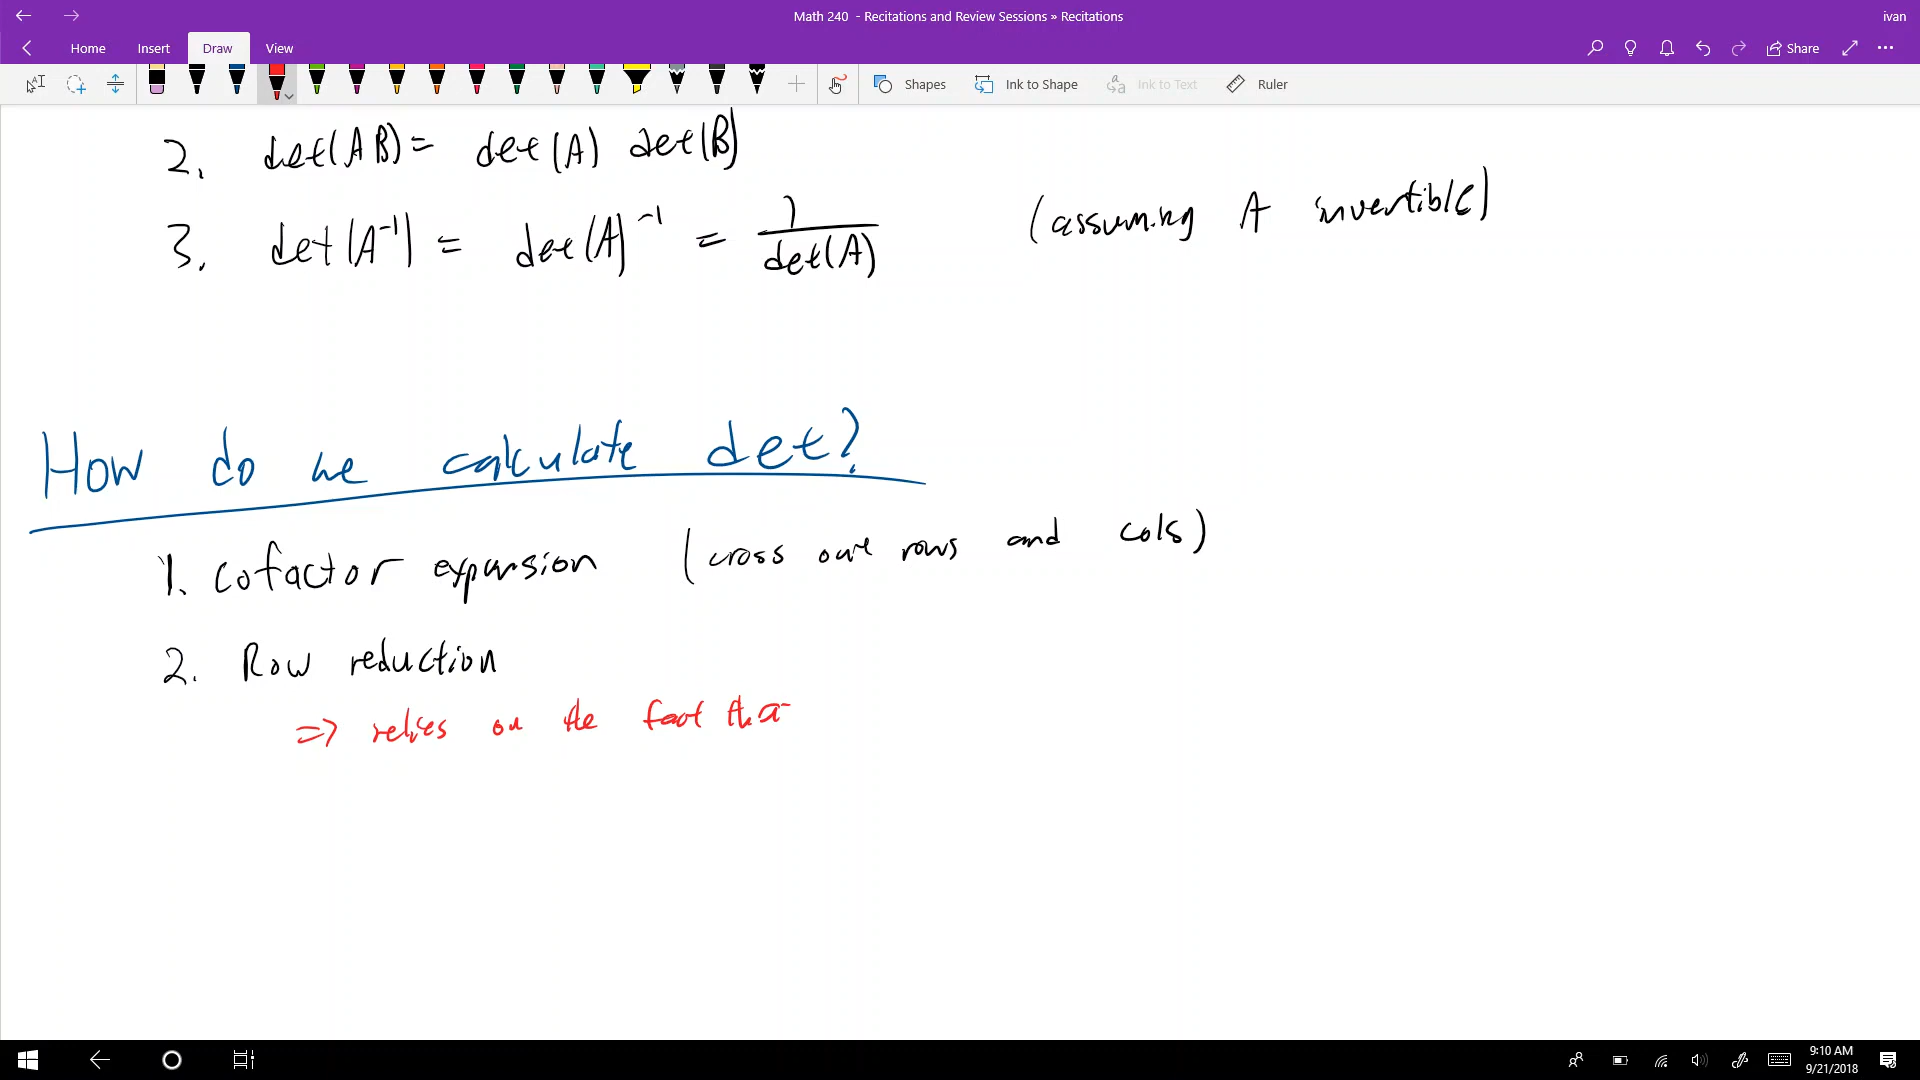 Math 240 - Recitations and Review Sessions » Recitations
ivan
Home Insert Draw View
Share
Shapes Ink to Shape Ink to Text Ruler
2. det(AB) = det(A) det(B)
3. det(A⁻¹) = det(A)⁻¹ = 1/det(A) (assuming A invertible)
How do we calculate det?
1. Cofactor expansion (cross out rows and cols)
2. Row reduction
=> relies on the fact that
9:10 AM
9/21/2018